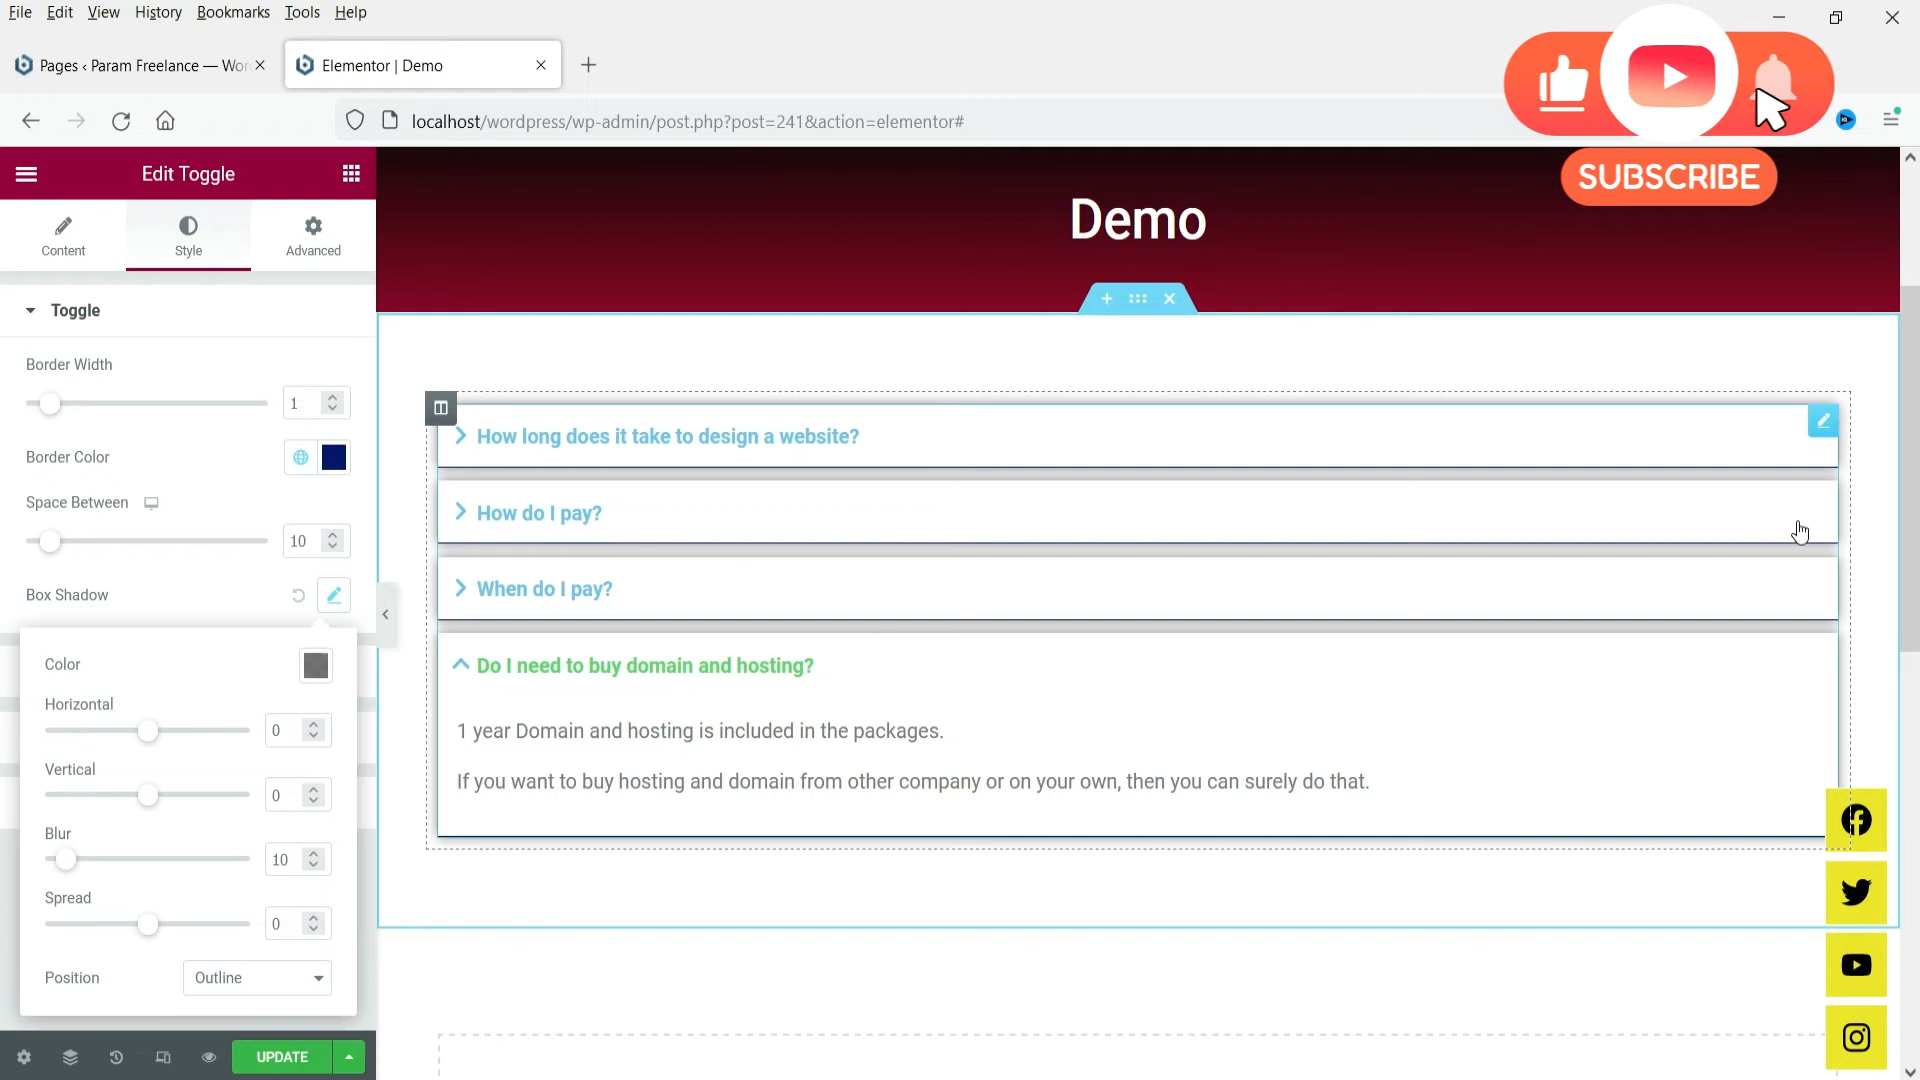 File Edit View History Bookmarks Tools Help
Pages ‹ Param Freelance — Wor
Elementor | Demo
localhost/wordpress/wp-admin/post.php?post=241&action=elementor#
SUBSCRIBE
Edit Toggle
Content
Style
Advanced
Toggle
Border Width
1
Border Color
Space Between
10
Box Shadow
Color
Horizontal
0
Vertical
0
Blur
10
Spread
0
Position
Outline
UPDATE
Demo
How long does it take to design a website?
How do I pay?
When do I pay?
Do I need to buy domain and hosting?
1 year Domain and hosting is included in the packages.
If you want to buy hosting and domain from other company or on your own, then you can surely do that.